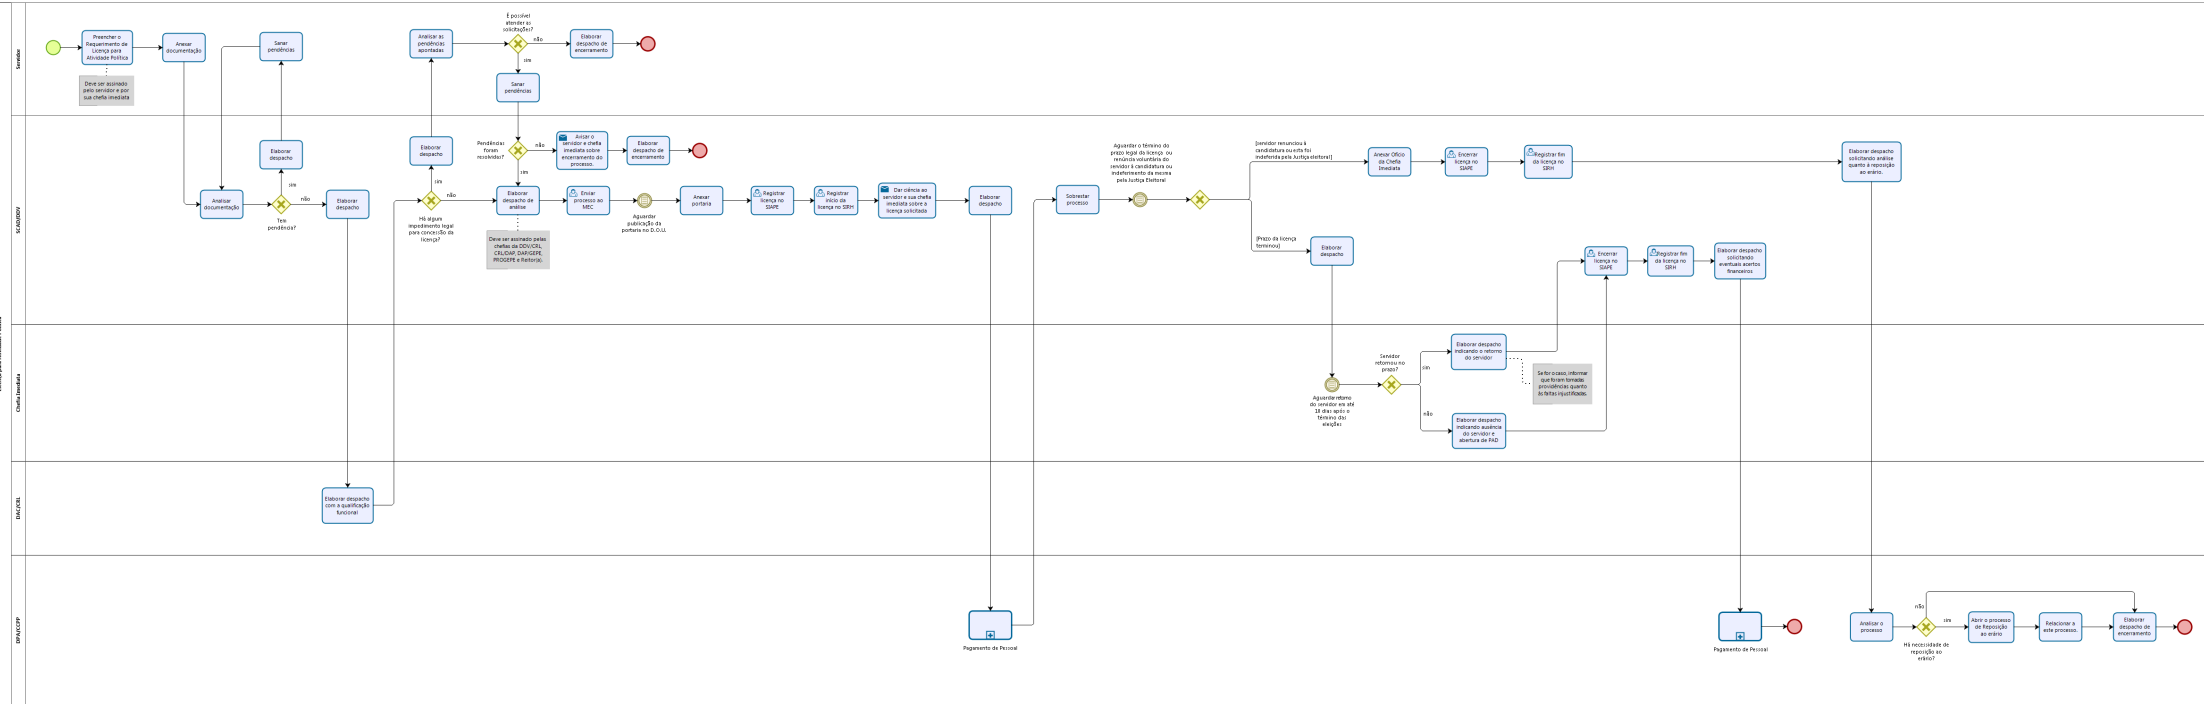 Servidor
Preencher o
Requerimento de
Licença para
Atividade Política
Anexar
documentação
Sanar
pendências
Deve ser assinado
pelo servidor e por
sua chefia imediata
Analisar as
pendências
apontadas
É possível
atender as
solicitações?
não
sim
Elaborar
despacho de
encerramento
Sanar
pendências
SCAD/DDV
Analisar
documentação
Elaborar
despacho
sim
Tem
pendência?
não
Elaborar
despacho
Elaborar
despacho
sim
não
Há algum
impedimento legal
para concessão da
licença?
Pendências
foram
resolvidas?
não
sim
Avisar o
servidor e chefia
imediata sobre
encerramento do
processo.
Elaborar
despacho de
encerramento
Elaborar
despacho de
análise
Deve ser assinado pelas
chefias da DDV/CRL,
CRL/DAP, DAP/GEPE,
PROGEPE e Reitor(a).
Enviar
processo ao
MEC
Aguardar
publicação da
portaria no D.O.U.
Anexar
portaria
Registrar
licença no
SIAPE
Registrar
início da
licença no SIRH
Dar ciência ao
servidor e sua chefia
imediata sobre a
licença solicitada
Elaborar
despacho
Sobrestar
processo
Aguardar o término do
prazo legal da licença ou
renúncia voluntária do
servidor à candidatura ou
indeferimento da mesma
pela Justiça Eleitoral
[servidor renunciou à
candidatura ou esta foi
indeferida pela Justiça eleitoral]
Anexar Ofício
da Chefia
Imediata
Encerrar
licença no
SIAPE
Registrar fim
da licença no
SIRH
Elaborar despacho
solicitando análise
quanto à reposição
ao erário.
[Prazo da licença
terminou]
Elaborar
despacho
Encerrar
licença no
SIAPE
Registrar fim
da licença no
SIRH
Elaborar despacho
solicitando
eventuais acertos
financeiros
Chefia Imediata
Aguardar retorno
do servidor em até
10 dias após o
término das
eleições
Servidor
retornou no
prazo?
sim
não
Elaborar despacho
indicando o retorno
do servidor
Se for o caso, informar
que foram tomadas
providências quanto
às faltas injustificadas.
Elaborar despacho
indicando ausência
do servidor e
abertura de PAD
DAC/CRL
Elaborar despacho
com a qualificação
funcional
DPA/CCPP
Pagamento de Pessoal
Pagamento de Pessoal
Analisar o
processo
não
sim
Há necessidade de
reposição ao
erário?
Abrir o processo
de Reposição
ao erário
Relacionar a
este processo.
Elaborar
despacho de
encerramento